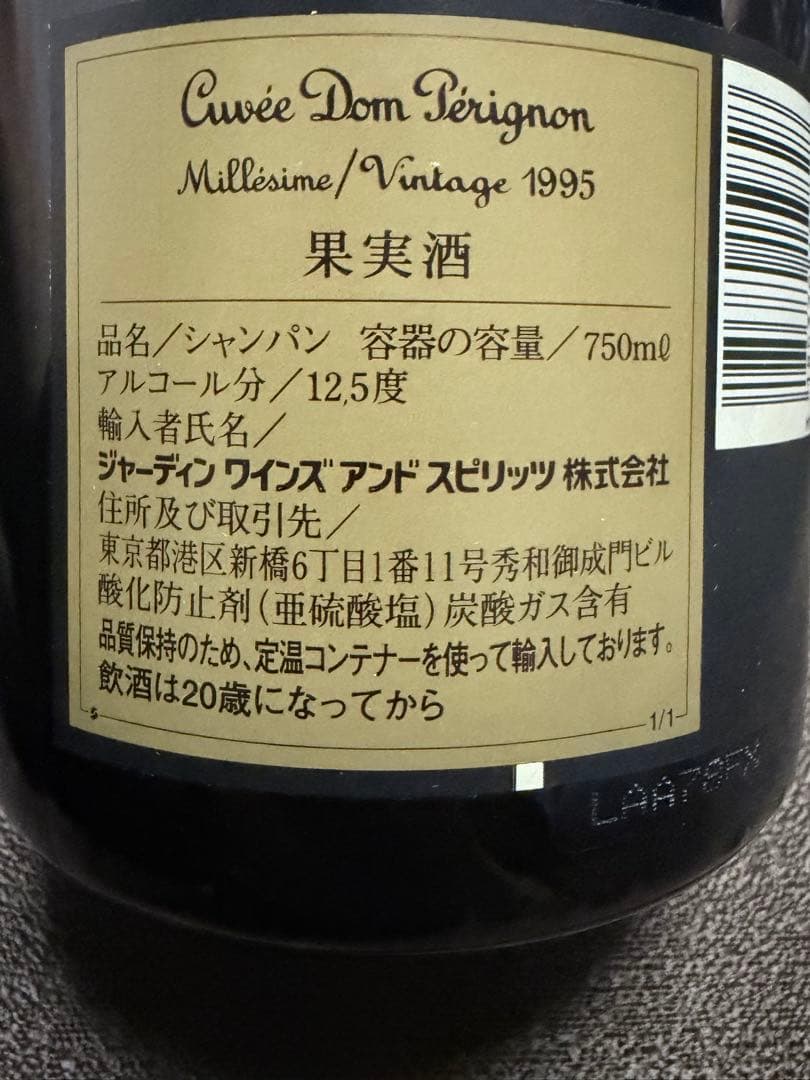 Cuvée Dom Pérignon
Millésime/Vintage 1995
果実酒
品名／シャンパン 容器の容量／750mℓ
アルコール分／12,5度
輸入者氏名／
ジャーディン ワインズ アンド スピリッツ 株式会社
住所及び取引先／
東京都港区新橋6丁目1番11号秀和御成門ビル
酸化防止剤(亜硫酸塩)炭酸ガス含有
品質保持のため、定温コンテナーを使って輸入しております。
飲酒は20歳になってから
s
1/1
LAA78FX